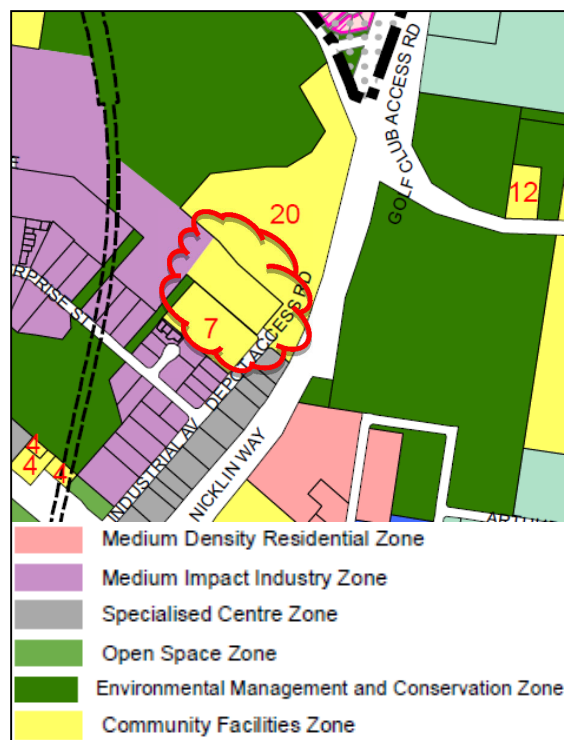 GOLF CLUB ACCESS RD
12
20
7
DEPOT ACCESS RD
INDUSTRIAL AV
NICKLIN WAY
4
4
4
Medium Density Residential Zone
Medium Impact Industry Zone
Specialised Centre Zone
Open Space Zone
Environmental Management and Conservation Zone
Community Facilities Zone